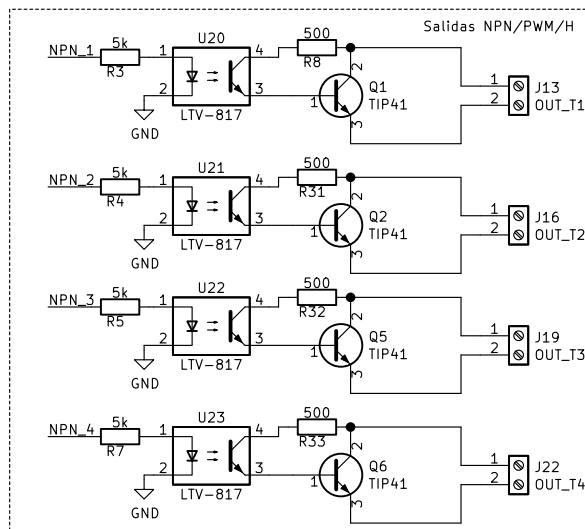 Salidas NPN/PWM/H
NPN_1
5k
R3
1
2
GND
U20
LTV-817
4
3
500
R8
1
2
3
Q1
TIP41
1
2
J13
OUT_T1
NPN_2
5k
R4
1
2
GND
U21
LTV-817
4
3
500
R31
1
2
3
Q2
TIP41
1
2
J16
OUT_T2
NPN_3
5k
R5
1
2
GND
U22
LTV-817
4
3
500
R32
1
2
3
Q5
TIP41
1
2
J19
OUT_T3
NPN_4
5k
R7
1
2
GND
U23
LTV-817
4
3
500
R33
1
2
3
Q6
TIP41
1
2
J22
OUT_T4